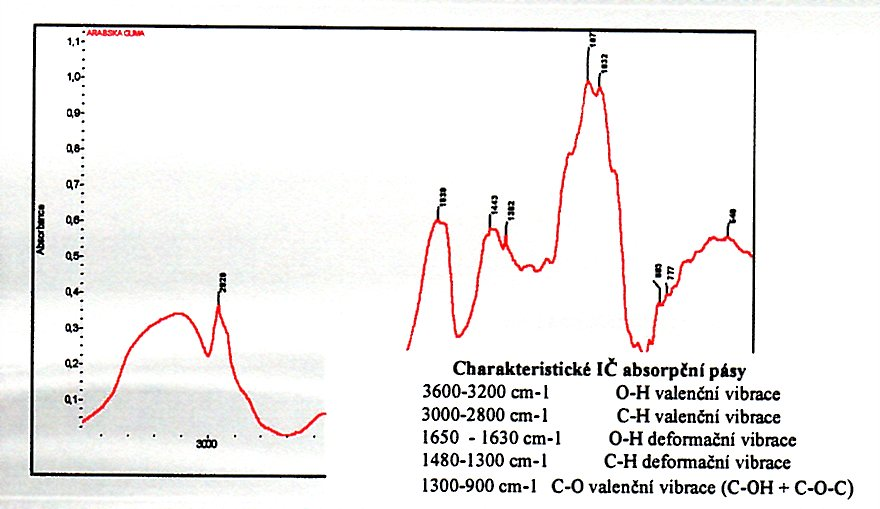 ARABSKA GUMA
1,1
1,0
0,9
0,8
0,7
0,6
0,5
0,4
0,3
0,2
0,1
Absorbance
3000
1443
1382
1032
777
Charakteristické IČ absorpční pásy
3600-3200 cm-1 O-H valenční vibrace
3000-2800 cm-1 C-H valenční vibrace
1650 - 1630 cm-1 O-H deformační vibrace
1480-1300 cm-1 C-H deformační vibrace
1300-900 cm-1 C-O valenční vibrace (C-OH + C-O-C)